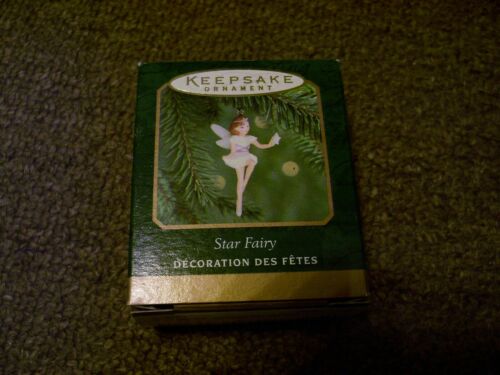 KEEPSAKE
ORNAMENT
Star Fairy
DÉCORATION DES FÊTES